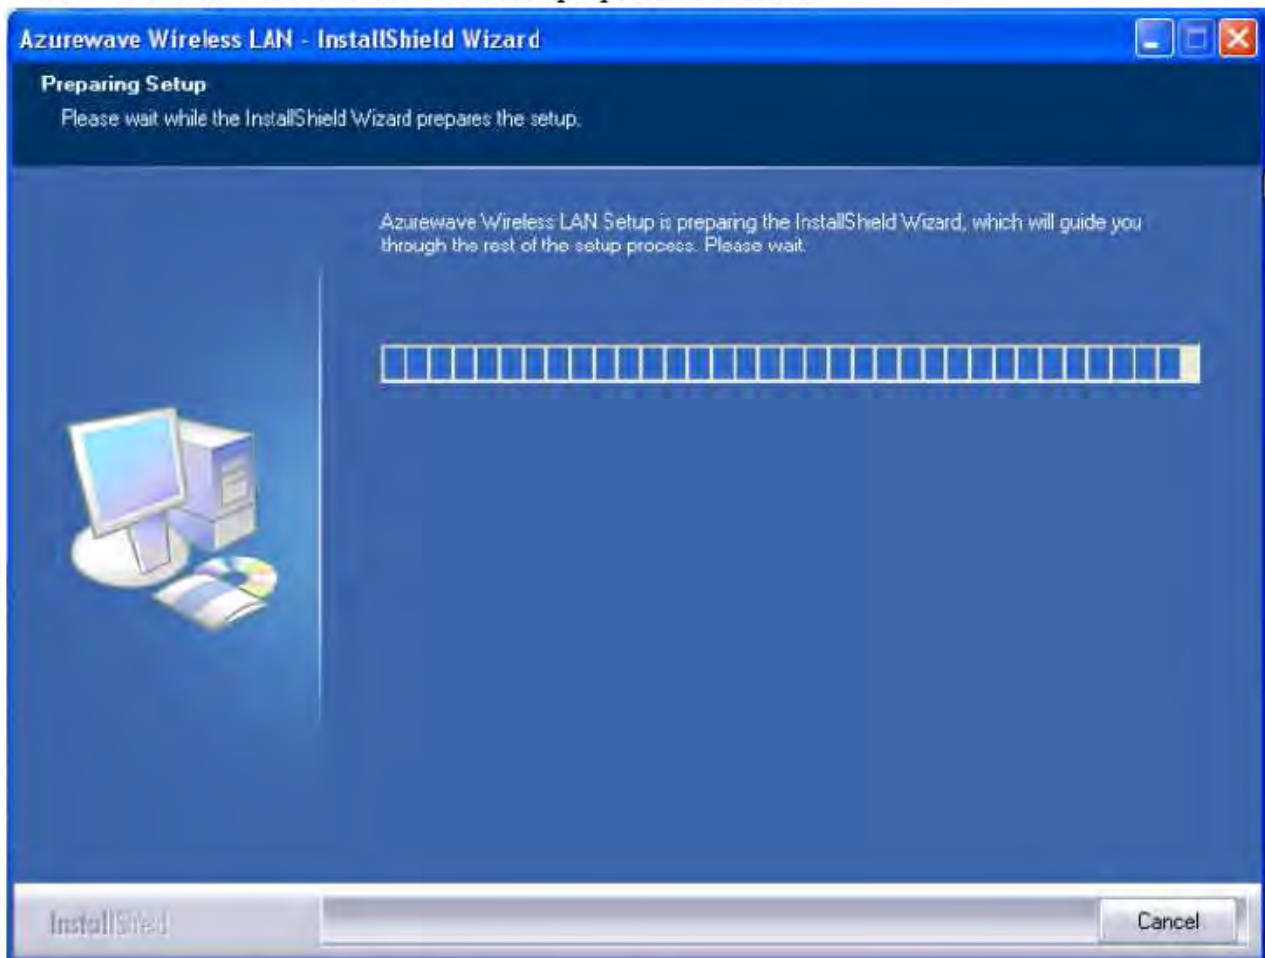 Azurewave Wireless LAN - InstallShield Wizard
Preparing Setup
Please wait while the InstallShield Wizard prepares the setup.
Azurewave Wireless LAN Setup is preparing the InstallShield Wizard, which will guide you
through the rest of the setup process. Please wait.
InstallShield
Cancel